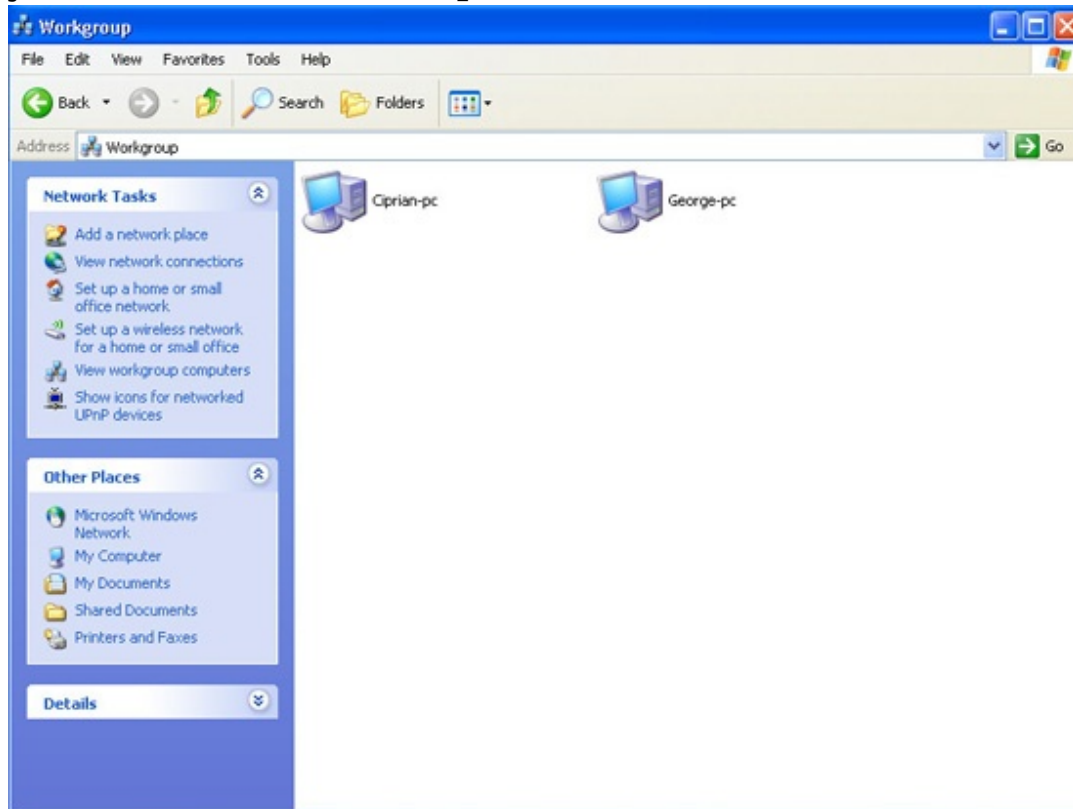 Workgroup
File Edit View Favorites Tools Help
Back Search Folders
Address Workgroup Go
Network Tasks
Add a network place
View network connections
Set up a home or small
office network
Set up a wireless network
for a home or small office
View workgroup computers
Show icons for networked
UPnP devices
Other Places
Microsoft Windows
Network
My Computer
My Documents
Shared Documents
Printers and Faxes
Details
Ciprian-pc George-pc